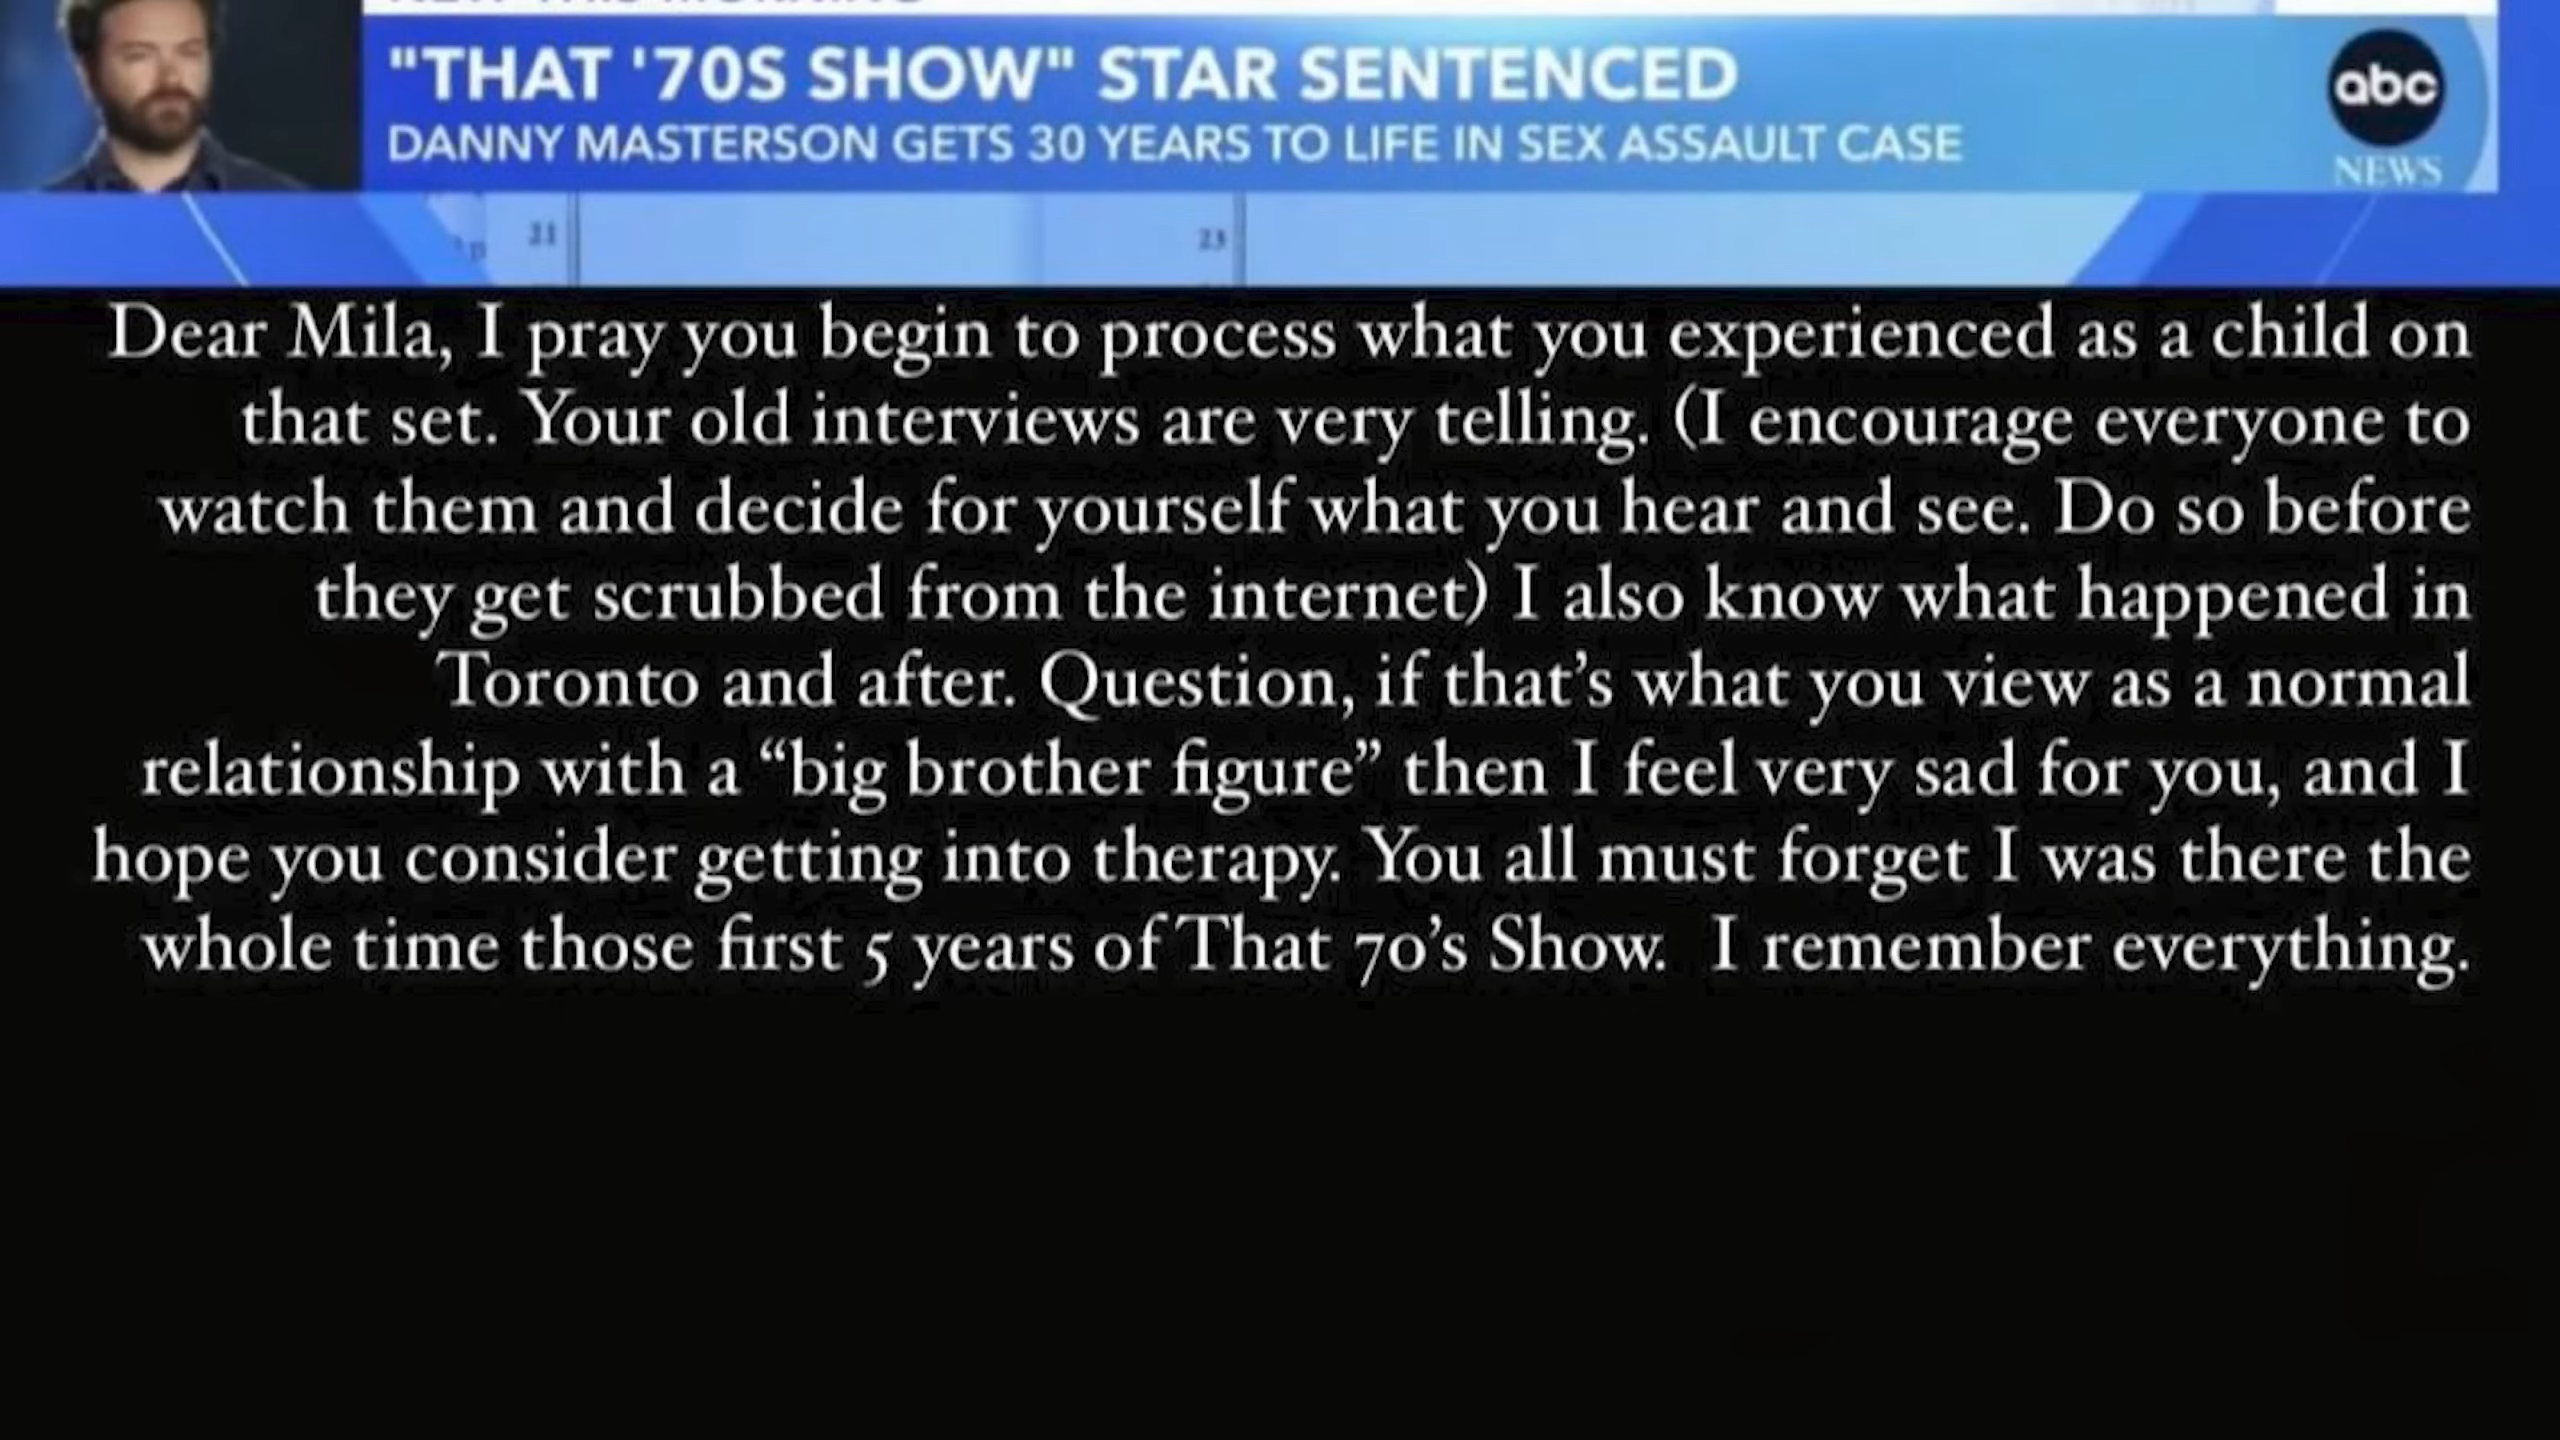 NEW THIS MORNING
"THAT '70S SHOW" STAR SENTENCED
DANNY MASTERSON GETS 30 YEARS TO LIFE IN SEX ASSAULT CASE
abc
NEWS
21
23
Dear Mila, I pray you begin to process what you experienced as a child on
that set. Your old interviews are very telling. (I encourage everyone to
watch them and decide for yourself what you hear and see. Do so before
they get scrubbed from the internet) I also know what happened in
Toronto and after. Question, if that’s what you view as a normal
relationship with a “big brother figure” then I feel very sad for you, and I
hope you consider getting into therapy. You all must forget I was there the
whole time those first 5 years of That 70’s Show.  I remember everything.